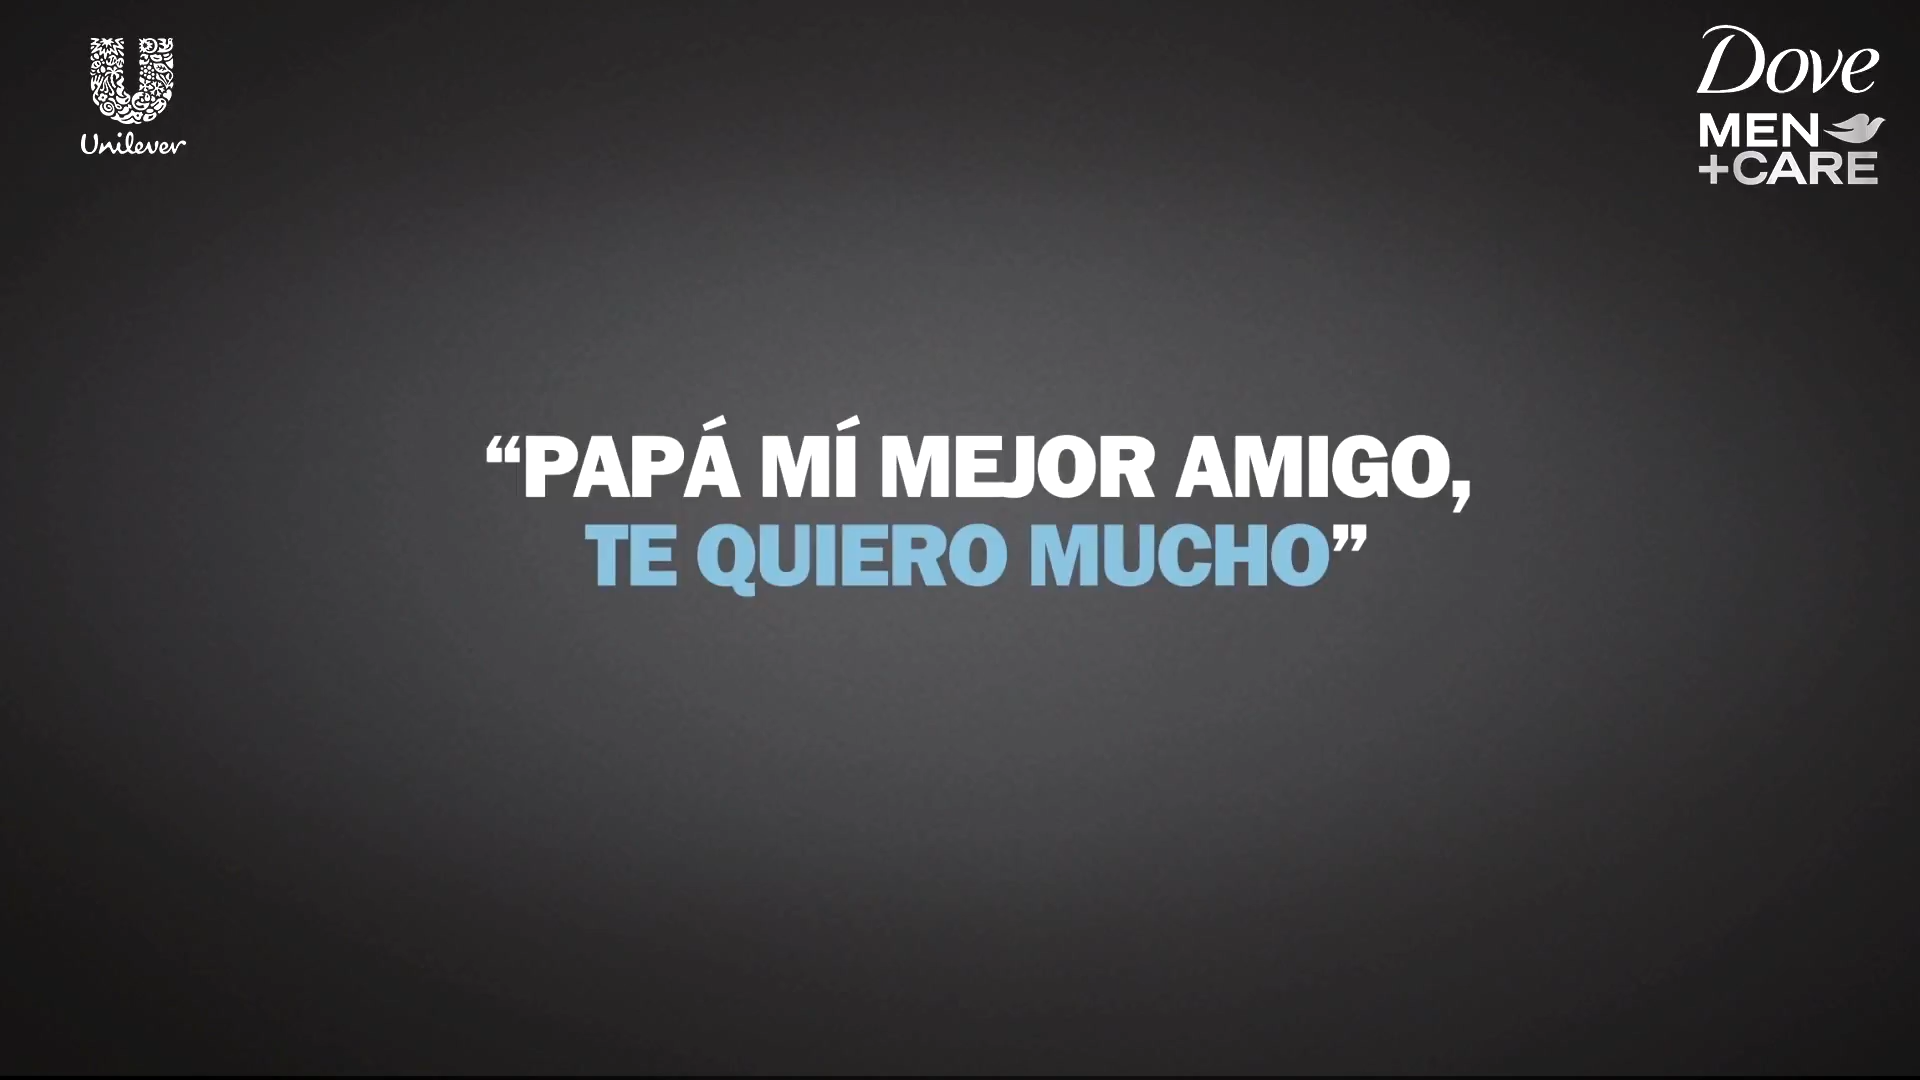 Unilever
Dove
MEN
+CARE
“PAPÁ MÍ MEJOR AMIGO,
TE QUIERO MUCHO”